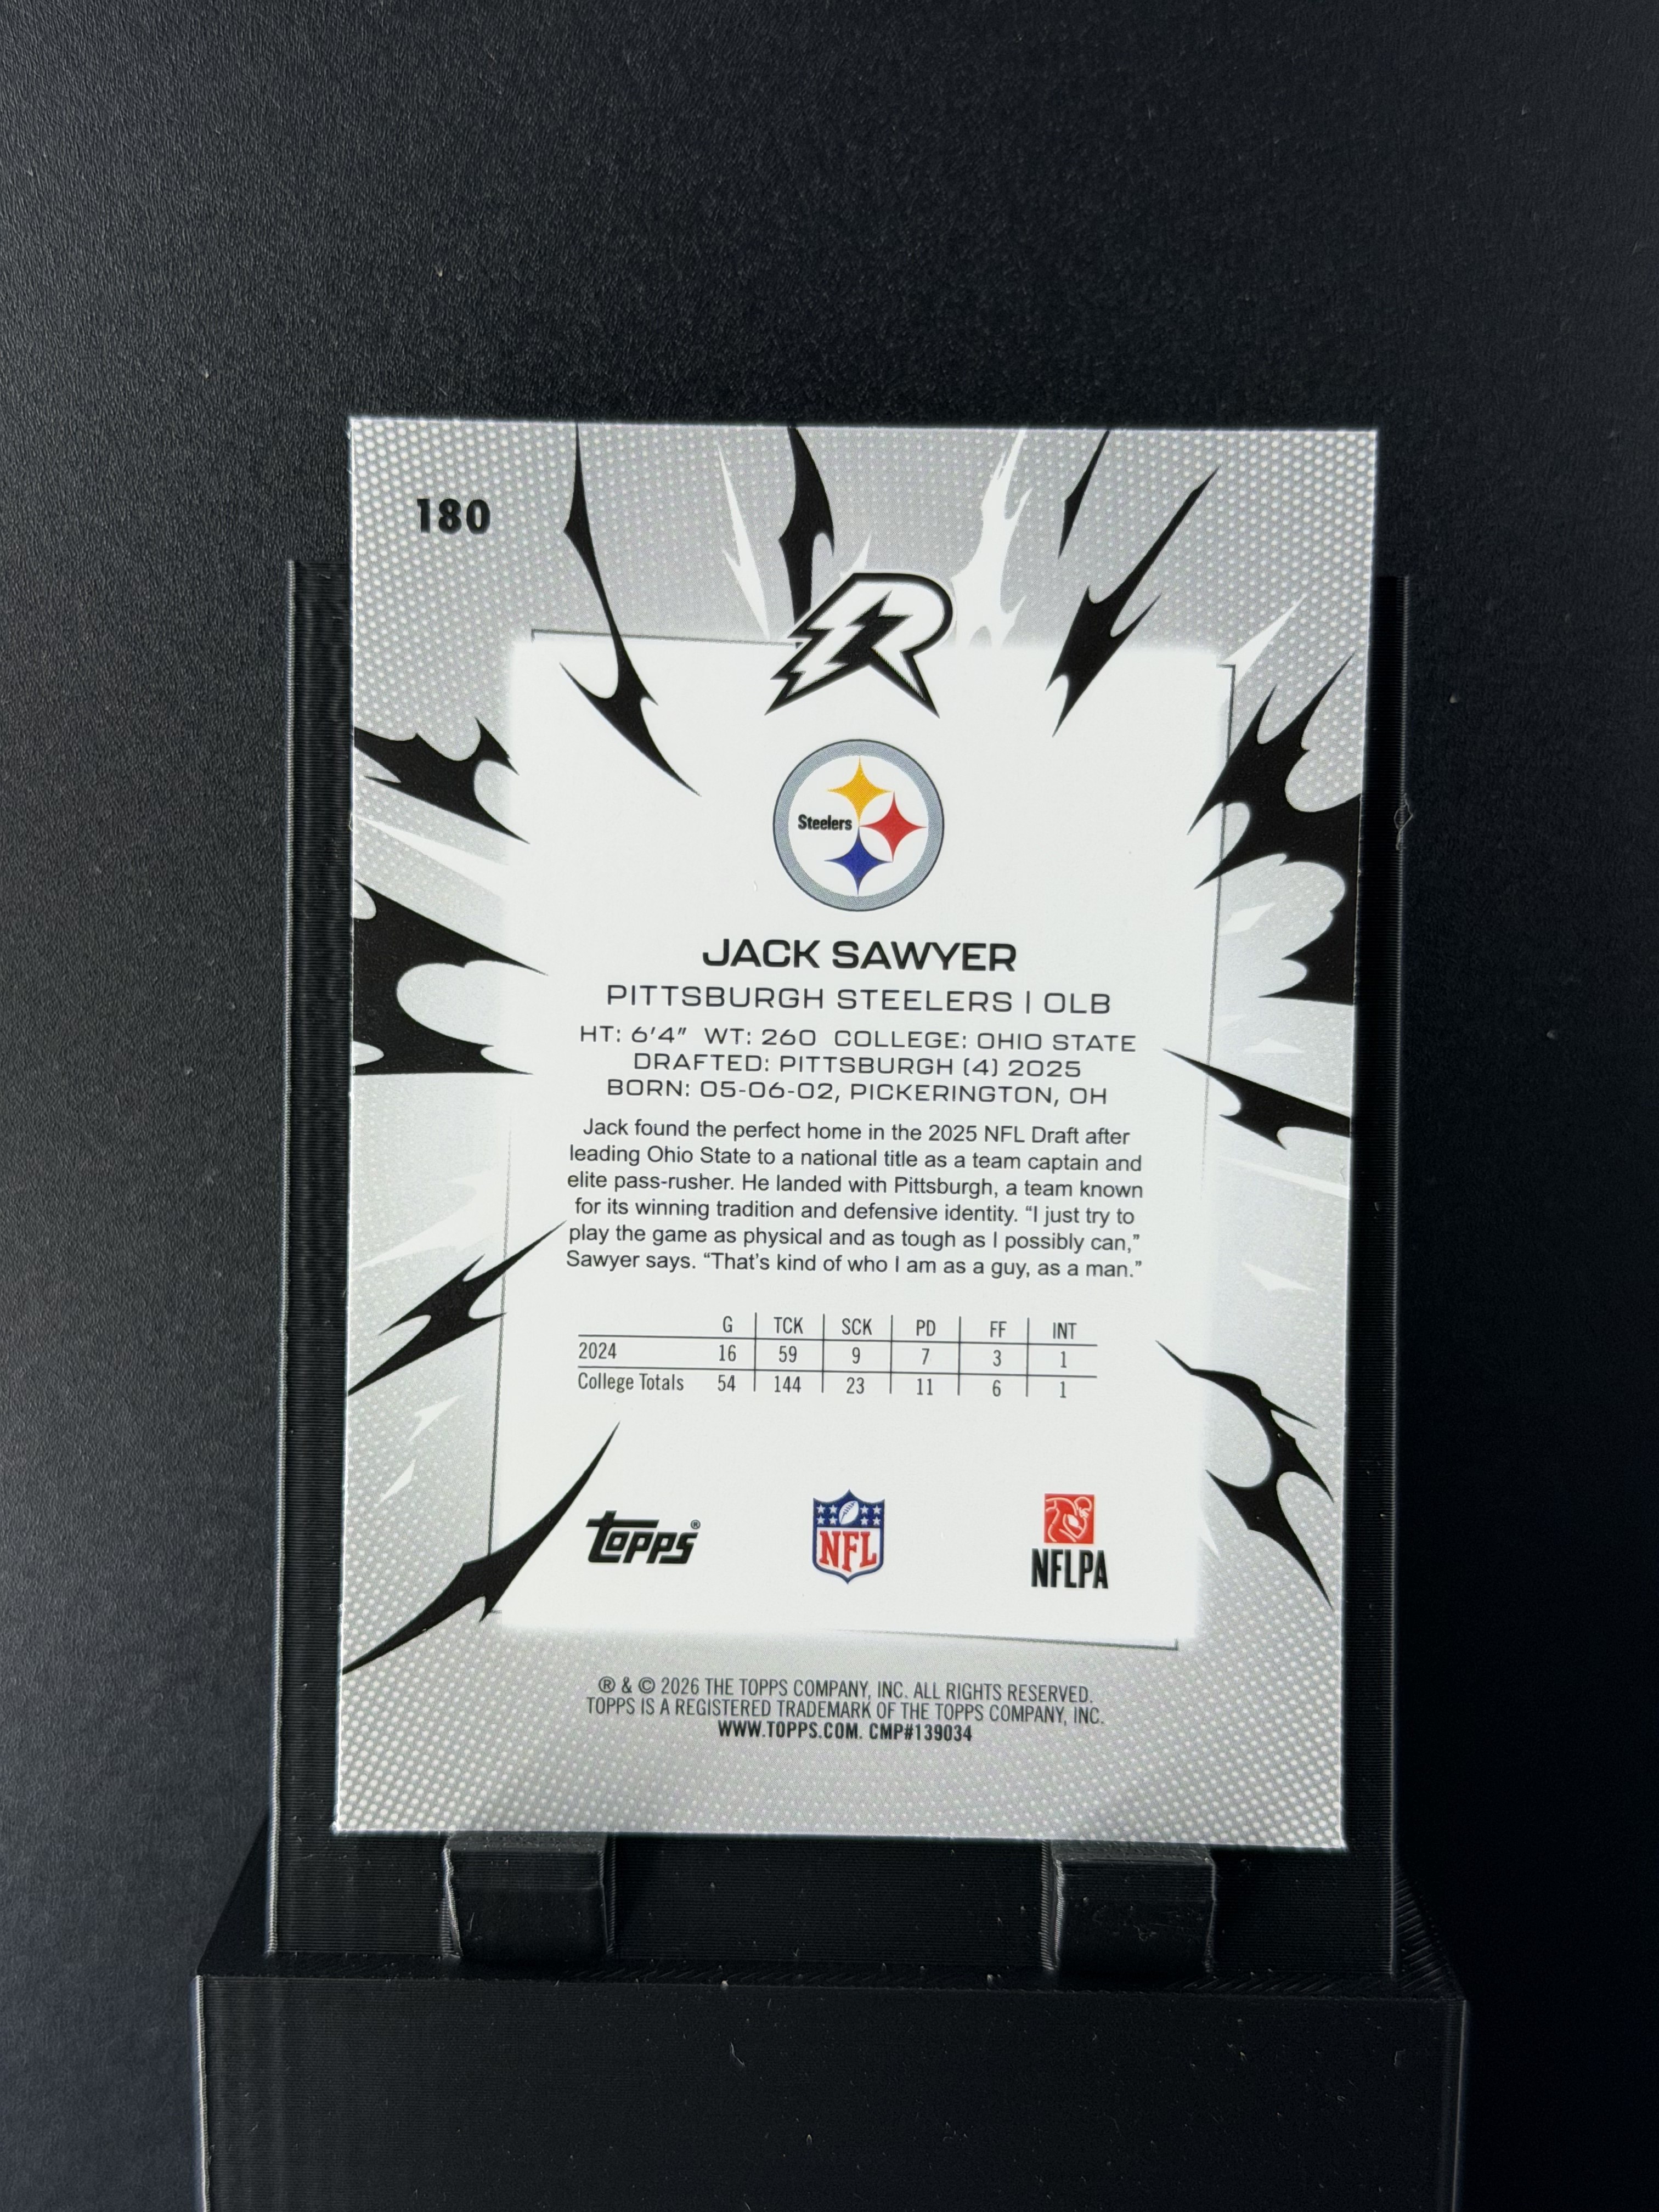 180
R
Steelers
JACK SAWYER
PITTSBURGH STEELERS | OLB
HT: 6'4" WT: 260 COLLEGE: OHIO STATE
DRAFTED: PITTSBURGH (4) 2025
BORN: 05-06-02, PICKERINGTON, OH
Jack found the perfect home in the 2025 NFL Draft after
leading Ohio State to a national title as a team captain and
elite pass-rusher. He landed with Pittsburgh, a team known
for its winning tradition and defensive identity. “I just try to
play the game as physical and as tough as I possibly can,”
Sawyer says. “That’s kind of who I am as a guy, as a man.”
G | TCK | SCK | PD | FF | INT
2024 16 | 59 | 9 | 7 | 3 | 1
College Totals 54 | 144 | 23 | 11 | 6 | 1
topps® NFL NFLPA
® & © 2026 THE TOPPS COMPANY, INC. ALL RIGHTS RESERVED.
TOPPS IS A REGISTERED TRADEMARK OF THE TOPPS COMPANY, INC.
WWW.TOPPS.COM. CMP#139034